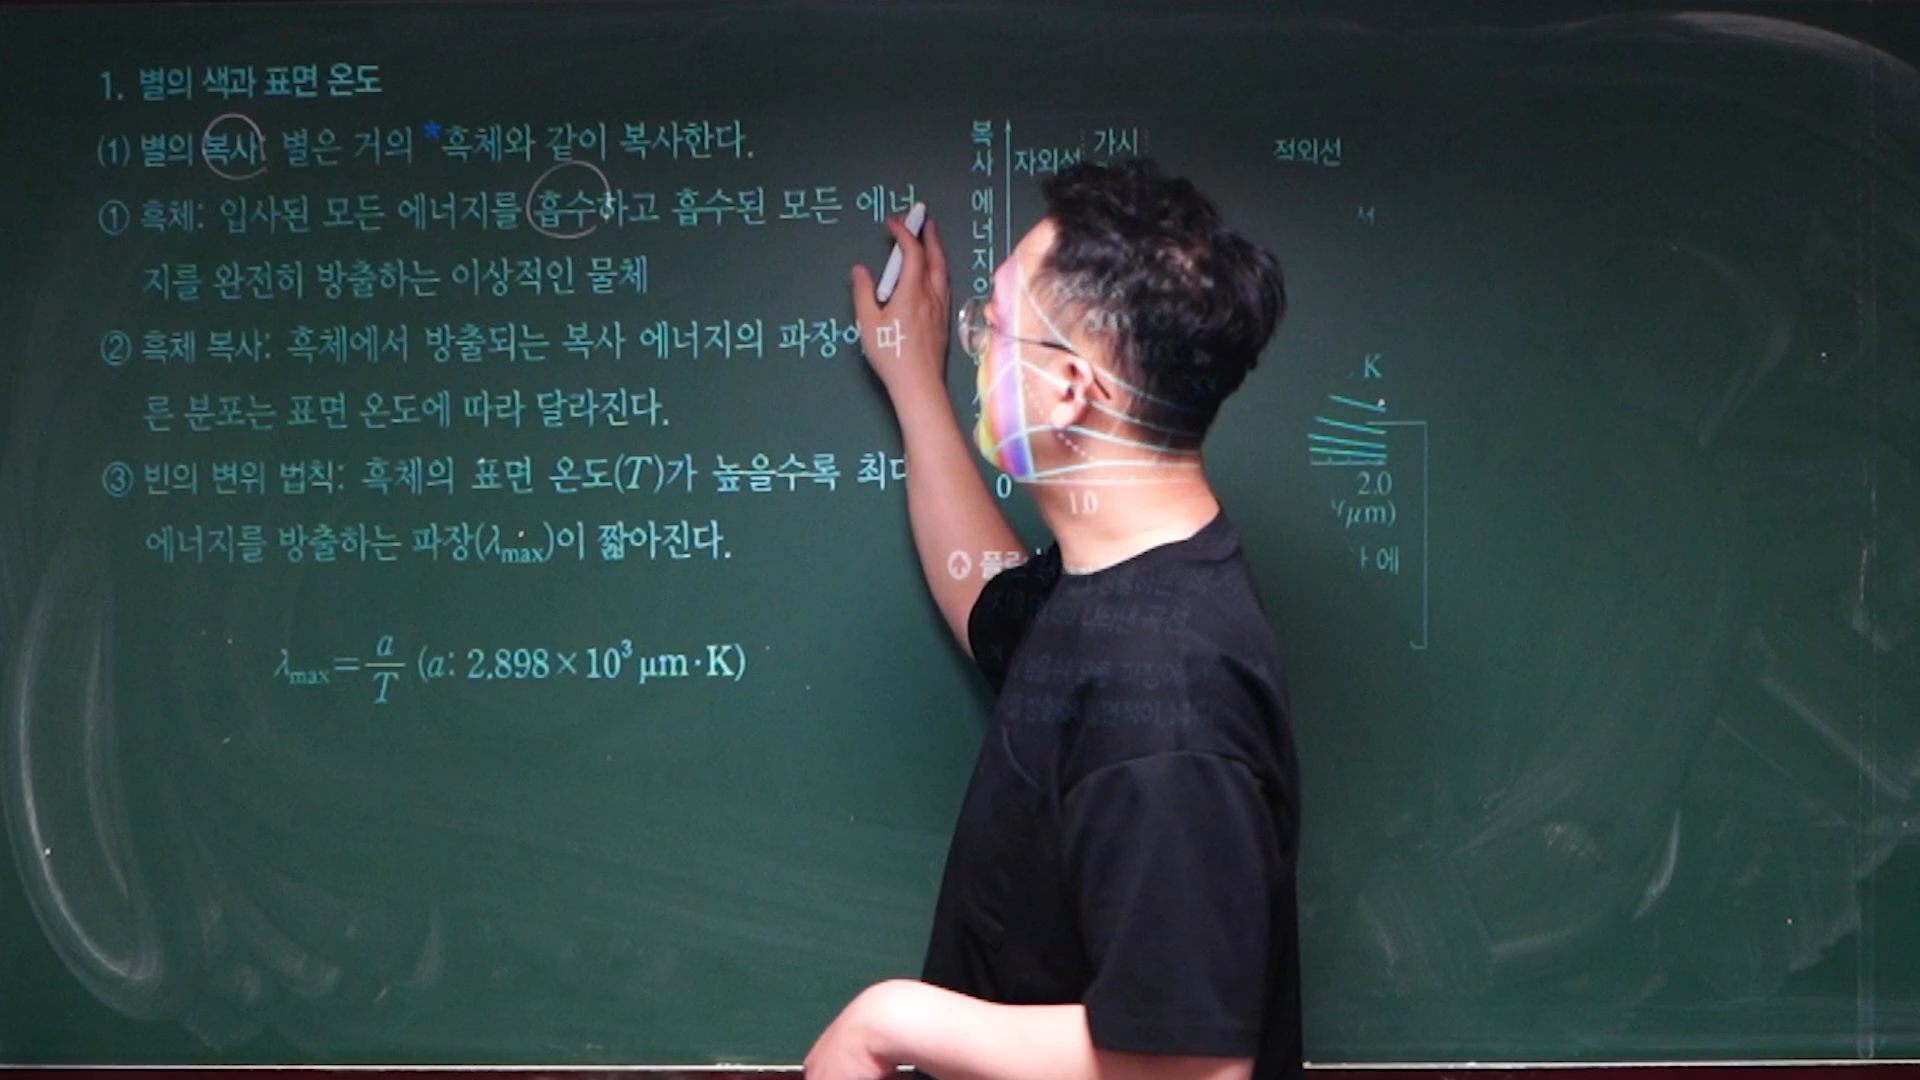 1. 별의 색과 표면 온도
(1) 별의 복사: 별은 거의 *흑체와 같이 복사한다.
① 흑체: 입사된 모든 에너지를 흡수하고 흡수된 모든 에너
지를 완전히 방출하는 이상적인 물체
② 흑체 복사: 흑체에서 방출되는 복사 에너지의 파장에 따
른 분포는 표면 온도에 따라 달라진다.
③ 빈의 변위 법칙: 흑체의 표면 온도(T)가 높을수록 최대
에너지를 방출하는 파장(λmax)이 짧아진다.
λmax=a/T (a: 2.898×10³ μm·K)
복사 에너지의
자외선
가시
적외선
K
0
1.0
2.0
(μm)
에